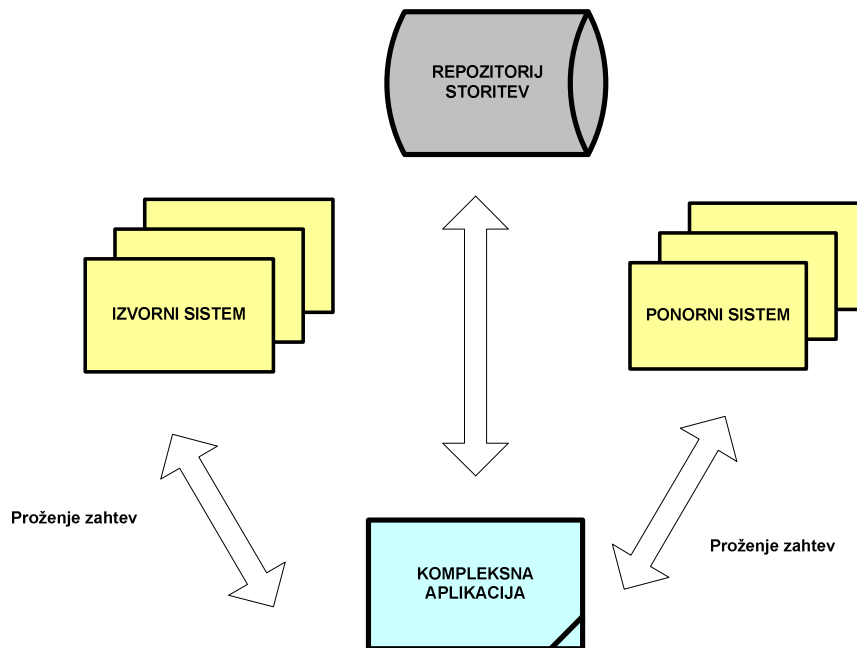 REPOZITORIJ
STORITEV
IZVORNI SISTEM
PONORNI SISTEM
Proženje zahtev
Proženje zahtev
KOMPLEKSNA
APLIKACIJA